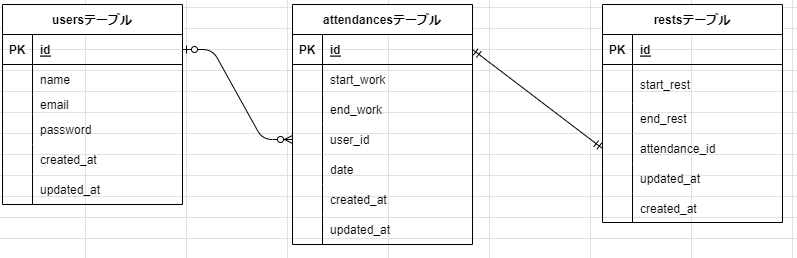 usersテーブル
PK id
name
email
password
created_at
updated_at
attendancesテーブル
id
start_work
end_work
user_id
date
created_at
updated_at
restsテーブル
PK id
start_rest
end_rest
attendance_id
updated_at
created_at